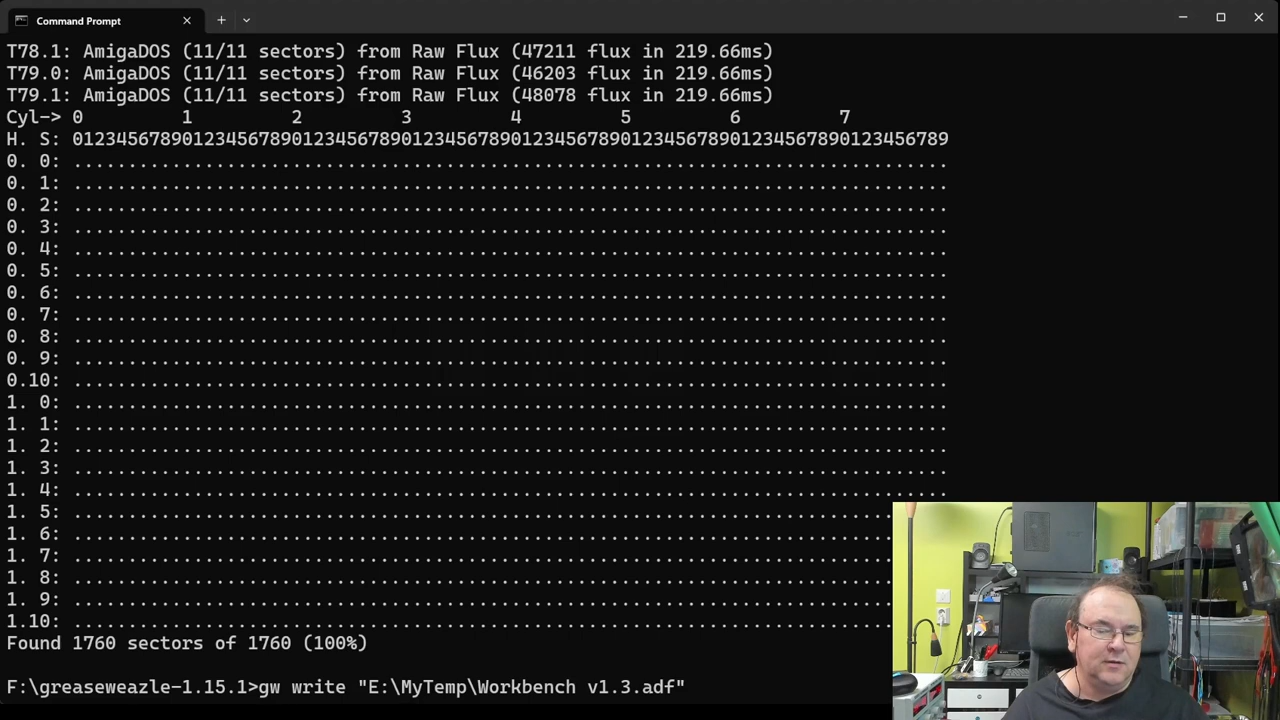 Command Prompt
T78.1: AmigaDOS (11/11 sectors) from Raw Flux (47211 flux in 219.66ms)
T79.0: AmigaDOS (11/11 sectors) from Raw Flux (46203 flux in 219.66ms)
T79.1: AmigaDOS (11/11 sectors) from Raw Flux (48078 flux in 219.66ms)
Cyl-> 0         1         2         3         4         5         6         7
H. S: 01234567890123456789012345678901234567890123456789012345678901234567890123456789
0. 0: ................................................................................
0. 1: ................................................................................
0. 2: ................................................................................
0. 3: ................................................................................
0. 4: ................................................................................
0. 5: ................................................................................
0. 6: ................................................................................
0. 7: ................................................................................
0. 8: ................................................................................
0. 9: ................................................................................
0.10: ................................................................................
1. 0: ................................................................................
1. 1: ................................................................................
1. 2: ................................................................................
1. 3: ................................................................................
1. 4: ................................................................................
1. 5: ...........................................................................
1. 6: ...........................................................................
1. 7: ...........................................................................
1. 8: ...........................................................................
1. 9: ...........................................................................
1.10: ...........................................................................
Found 1760 sectors of 1760 (100%)
F:\greaseweazle-1.15.1>gw write "E:\MyTemp\Workbench v1.3.adf"